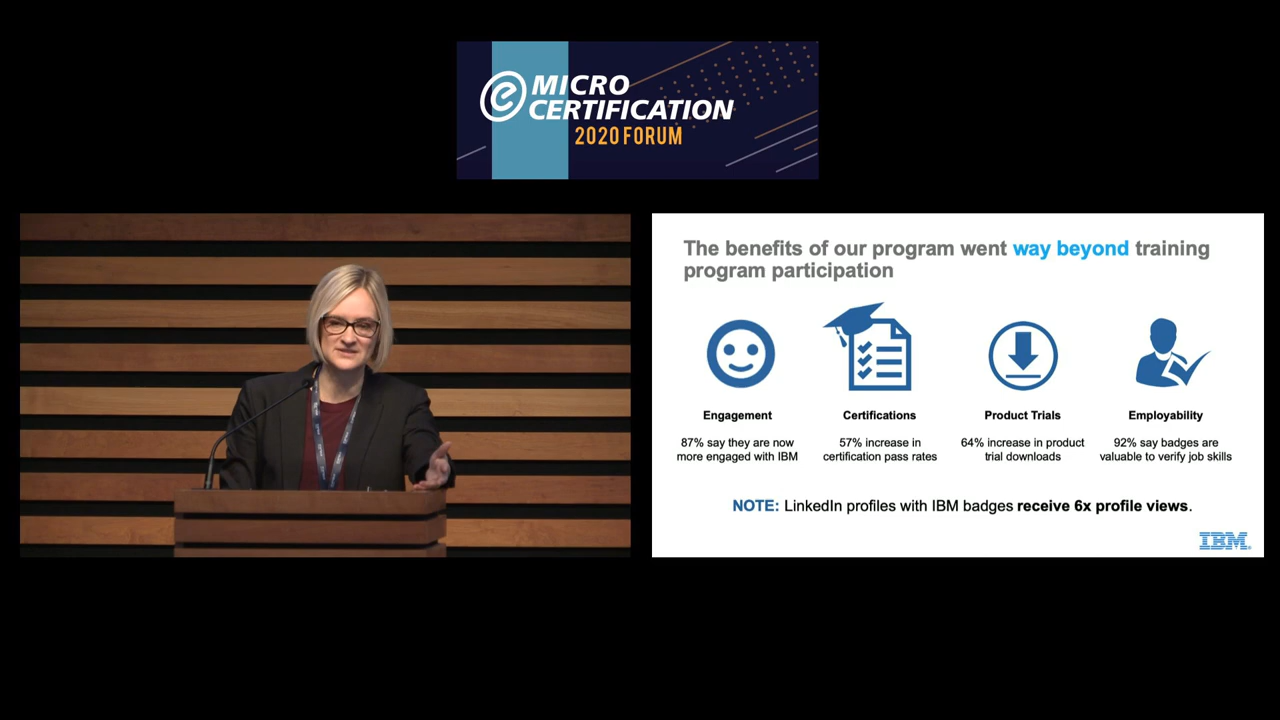 e MICRO
CERTIFICATION
2020 FORUM
The benefits of our program went way beyond training
program participation
Engagement
87% say they are now
more engaged with IBM
Certifications
57% increase in
certification pass rates
Product Trials
64% increase in product
trial downloads
Employability
92% say badges are
valuable to verify job skills
NOTE: LinkedIn profiles with IBM badges receive 6x profile views.
IBM®